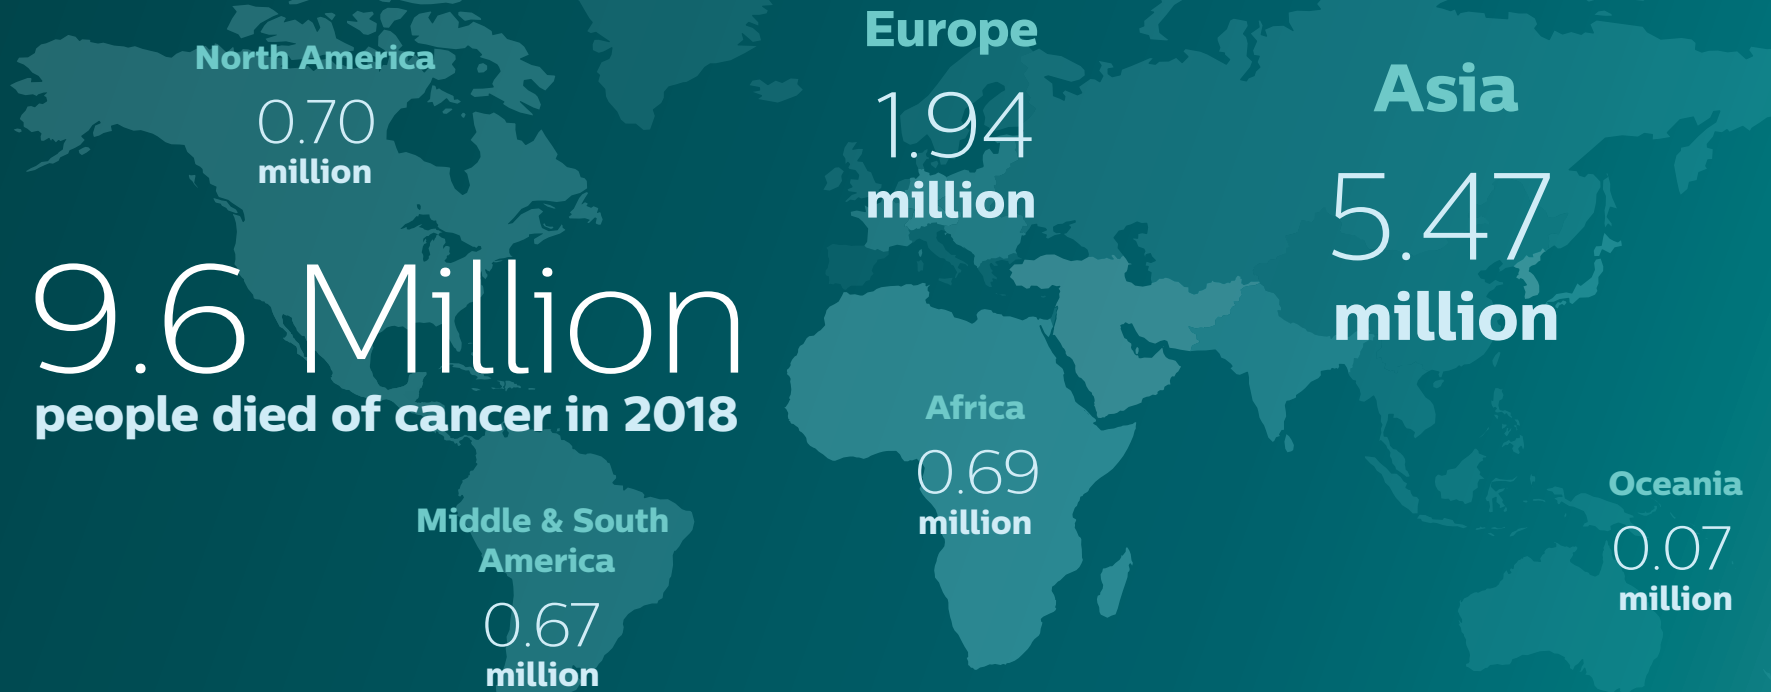 North America
0.70
million
Europe
1.94
million
Asia
5.47
million
9.6 Million
people died of cancer in 2018
Africa
0.69
million
Middle & South
America
0.67
million
Oceania
0.07
million